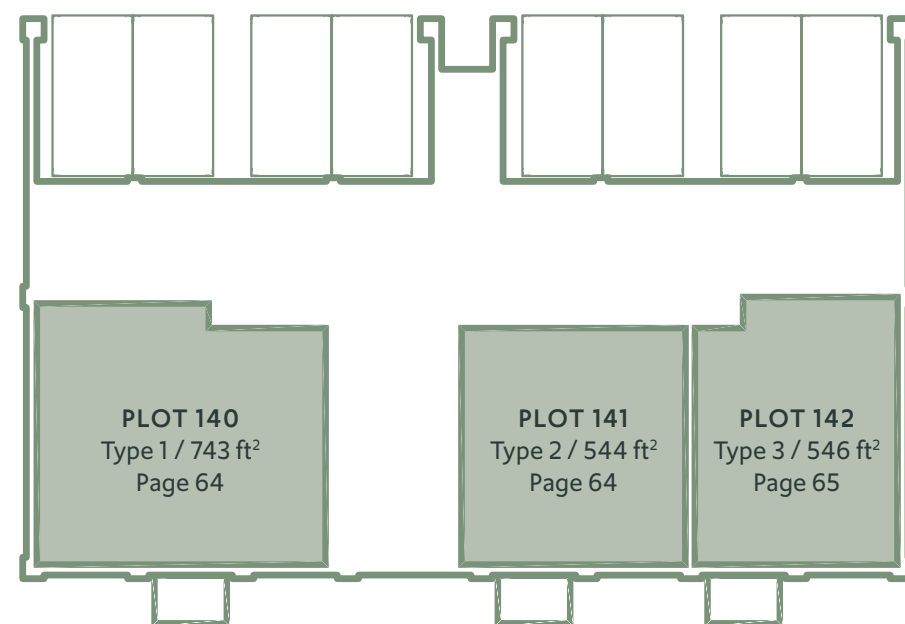 PLOT 140
Type 1 / 743 ft²
Page 64
PLOT 141
Type 2 / 544 ft²
Page 64
PLOT 142
Type 3 / 546 ft²
Page 65